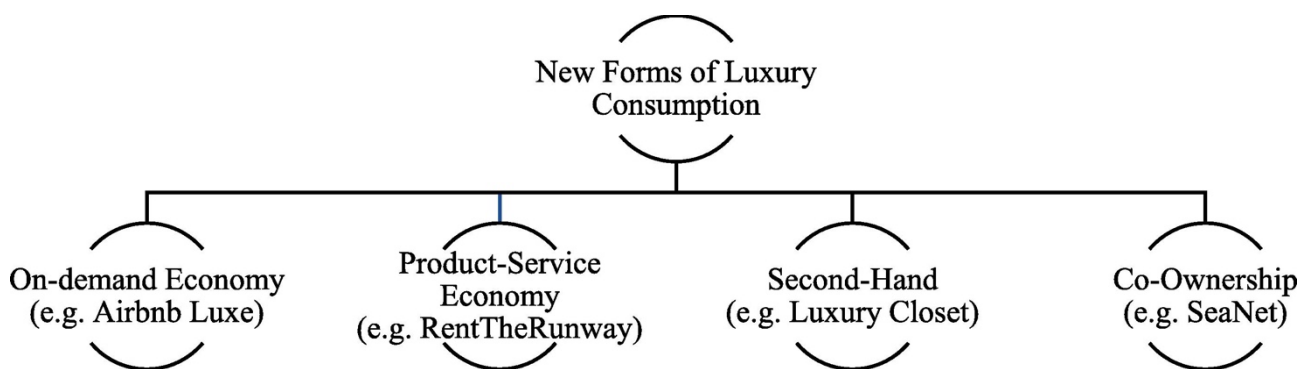 New Forms of Luxury
Consumption
On-demand Economy
(e.g. Airbnb Luxe)
Product-Service
Economy
(e.g. RentTheRunway)
Second-Hand
(e.g. Luxury Closet)
Co-Ownership
(e.g. SeaNet)